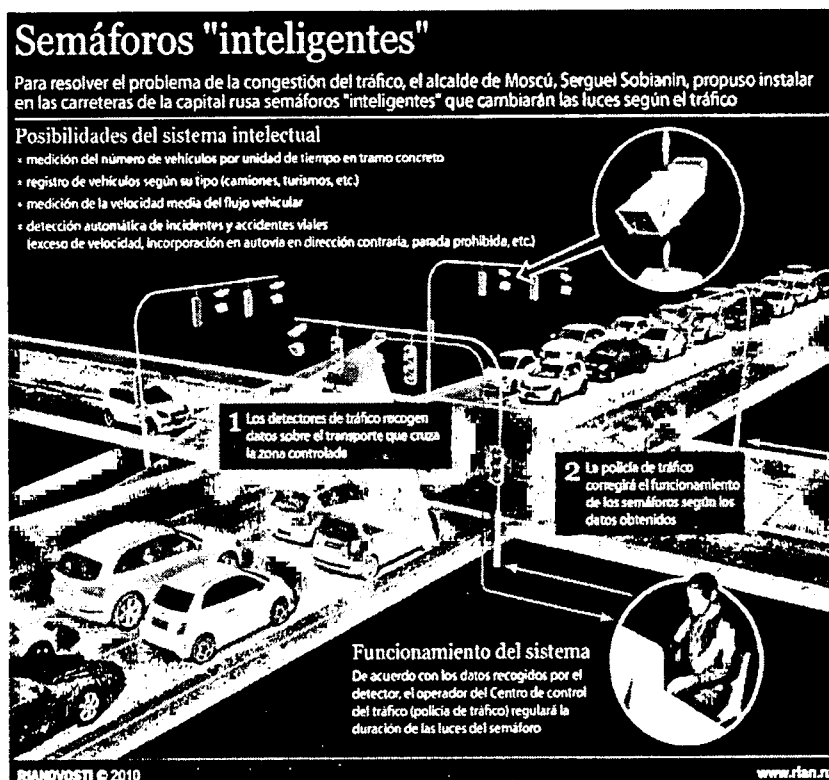 Semáforos "inteligentes"
Para resolver el problema de la congestión del tráfico, el alcalde de Moscú, Serguei Sobianin, propuso instalar
en las carreteras de la capital rusa semáforos "inteligentes" que cambiarán las luces según el tráfico
Posibilidades del sistema intelectual
* medición del número de vehículos por unidad de tiempo en tramo concreto
* registro de vehículos según su tipo (camiones, turismos, etc.)
* medición de la velocidad media del flujo vehicular
* detección automática de incidentes y accidentes viales
(exceso de velocidad, incorporación en autovía en dirección contraria, parada prohibida, etc.)
1 Los detectores de tráfico recogen
datos sobre el transporte que cruza
la zona controlada
2 La policía de tráfico
corregirá el funcionamiento
de los semáforos según los
datos obtenidos
Funcionamiento del sistema
De acuerdo con los datos recogidos por el
detector, el operador del Centro de control
del tráfico (policía de tráfico) regulará la
duración de las luces del semáforo
RIANOVOSTI © 2010
www.rian.r